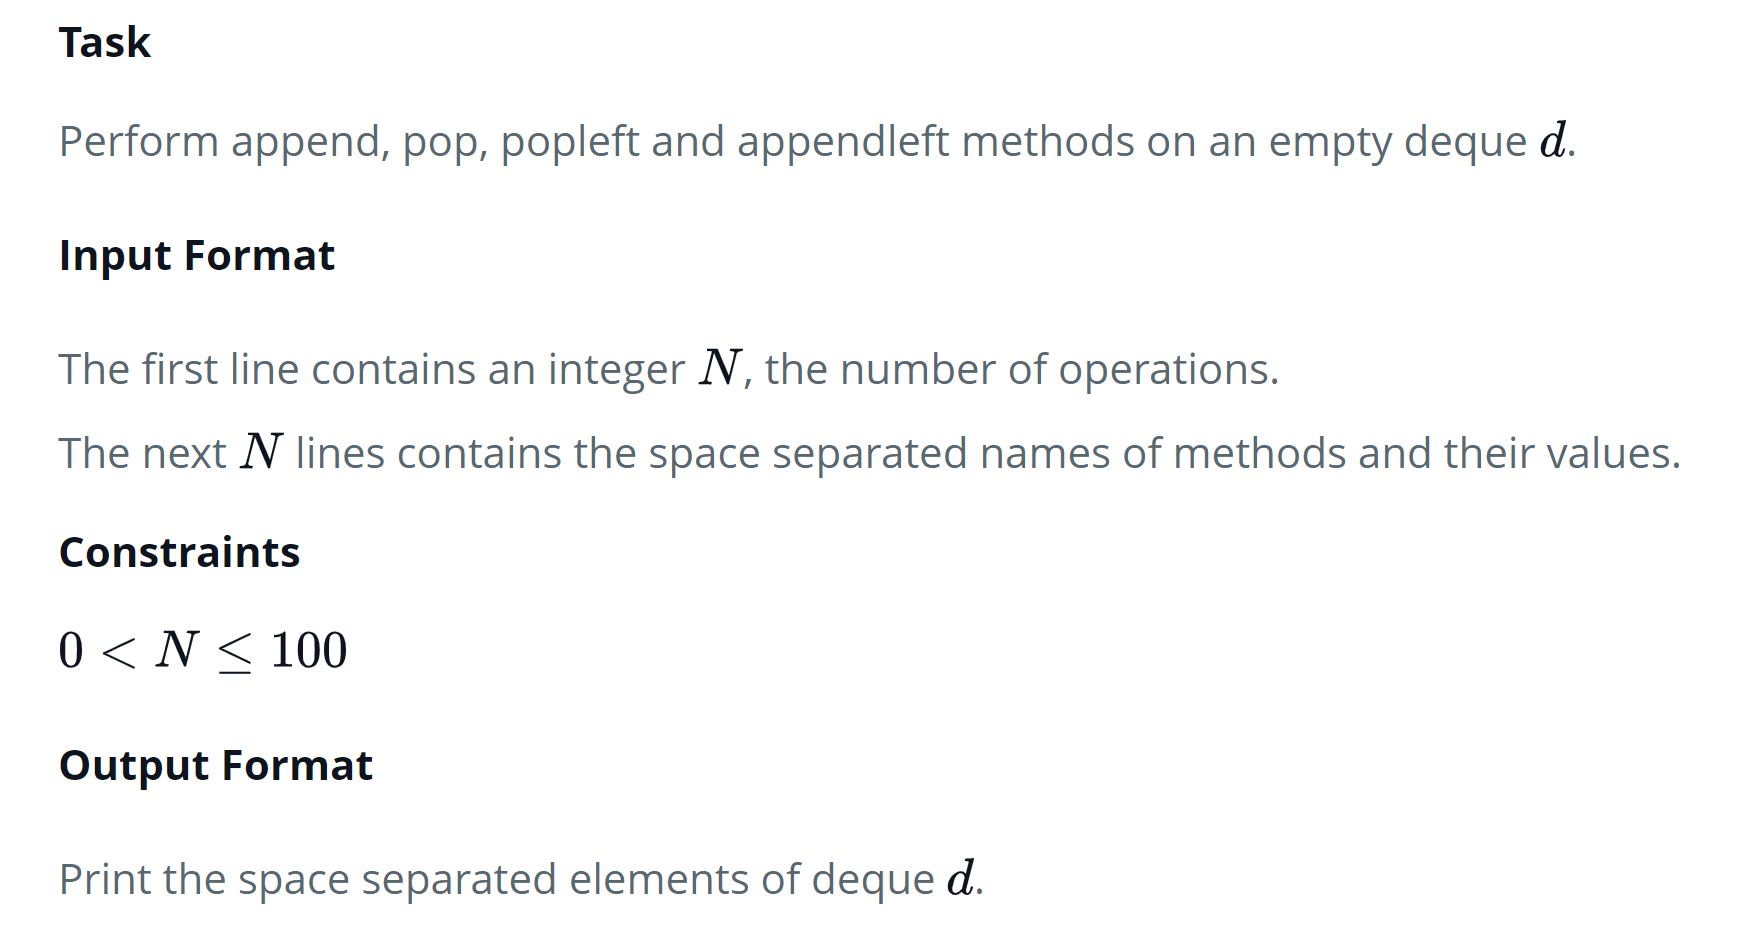 Task
Perform append, pop, popleft and appendleft methods on an empty deque d.
Input Format
The first line contains an integer N, the number of operations.
The next N lines contains the space separated names of methods and their values.
Constraints
0 < N ≤ 100
Output Format
Print the space separated elements of deque d.